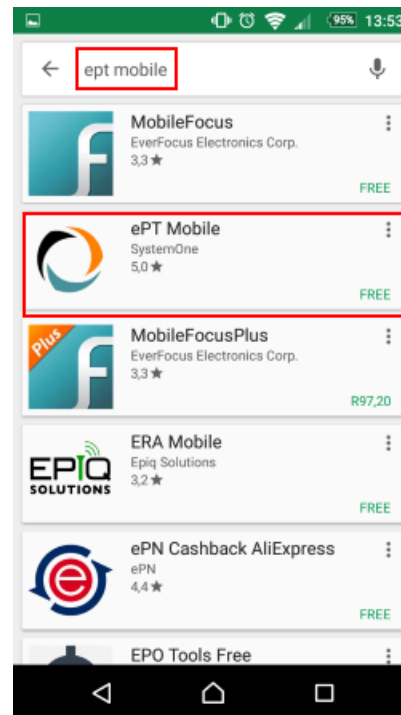 95% 13:53
ept mobile
MobileFocus
EverFocus Electronics Corp.
3,3★
FREE
ePT Mobile
SystemOne
5,0★
FREE
Plus
MobileFocusPlus
EverFocus Electronics Corp.
3,3★
R97,20
EPIQ
SOLUTIONS
ERA Mobile
Epiq Solutions
3,2★
FREE
ePN Cashback AliExpress
ePN
4,4★
FREE
EPO Tools Free